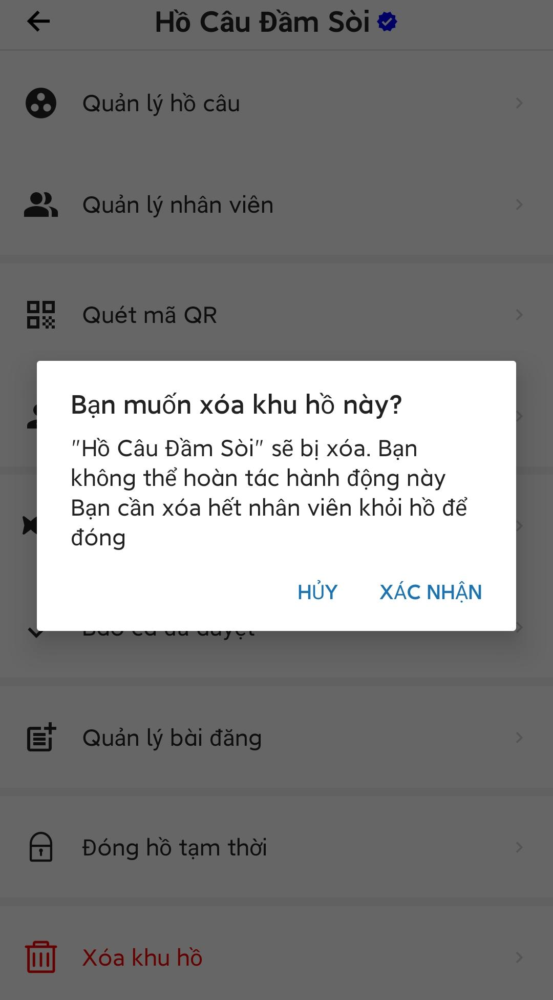 Hồ Câu Đầm Sòi
Quản lý hồ câu
Quản lý nhân viên
Quét mã QR
Bạn muốn xóa khu hồ này?
"Hồ Câu Đầm Sòi" sẽ bị xóa. Bạn
không thể hoàn tác hành động này
Bạn cần xóa hết nhân viên khỏi hồ để
đóng
HỦY XÁC NHẬN
Quản lý bài đăng
Đóng hồ tạm thời
Xóa khu hồ